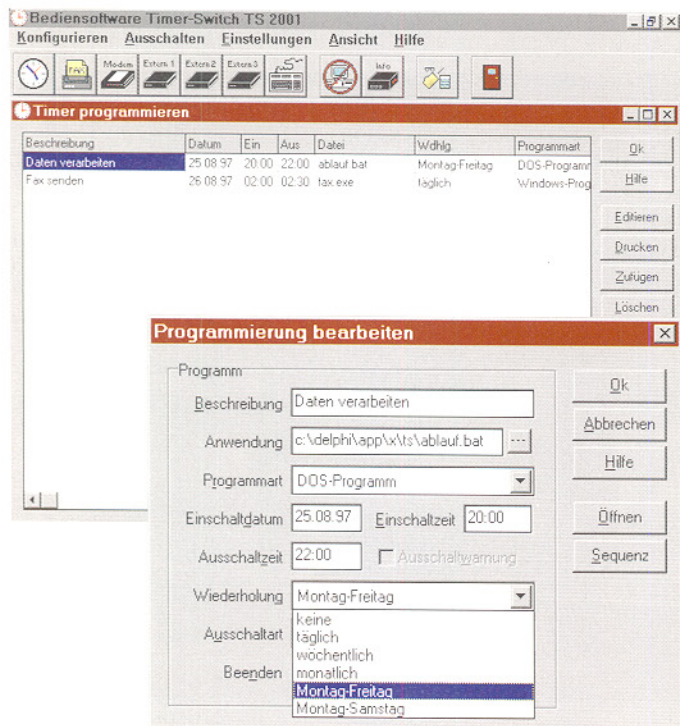 Bediensoftware Timer-Switch TS 2001
Konfigurieren Ausschalten Einstellungen Ansicht Hilfe
FAX Modem Extern 1 Extern 2 Extern 3 Info
Timer programmieren
Beschreibung Datum Ein Aus Datei Wdhlg Programmart
Daten verarbeiten 25.08.97 20:00 22:00 ablauf.bat Montag-Freitag DOS-Programm
Fax senden 26.08.97 02:00 02:30 fax.exe täglich Windows-Prog
Ok
Hilfe
Editieren
Drucken
Zufügen
Löschen
Programmierung bearbeiten
Programm
Beschreibung Daten verarbeiten
Anwendung c:\delphi\app\x\ts\ablauf.bat ...
Programmart DOS-Programm
Einschaltdatum 25.08.97 Einschaltzeit 20:00
Ausschaltzeit 22:00 Ausschaltwarnung
Wiederholung Montag-Freitag
keine
Ausschaltart täglich
wöchentlich
Beenden monatlich
Montag-Freitag
Montag-Samstag
Ok
Abbrechen
Hilfe
Öffnen
Sequenz